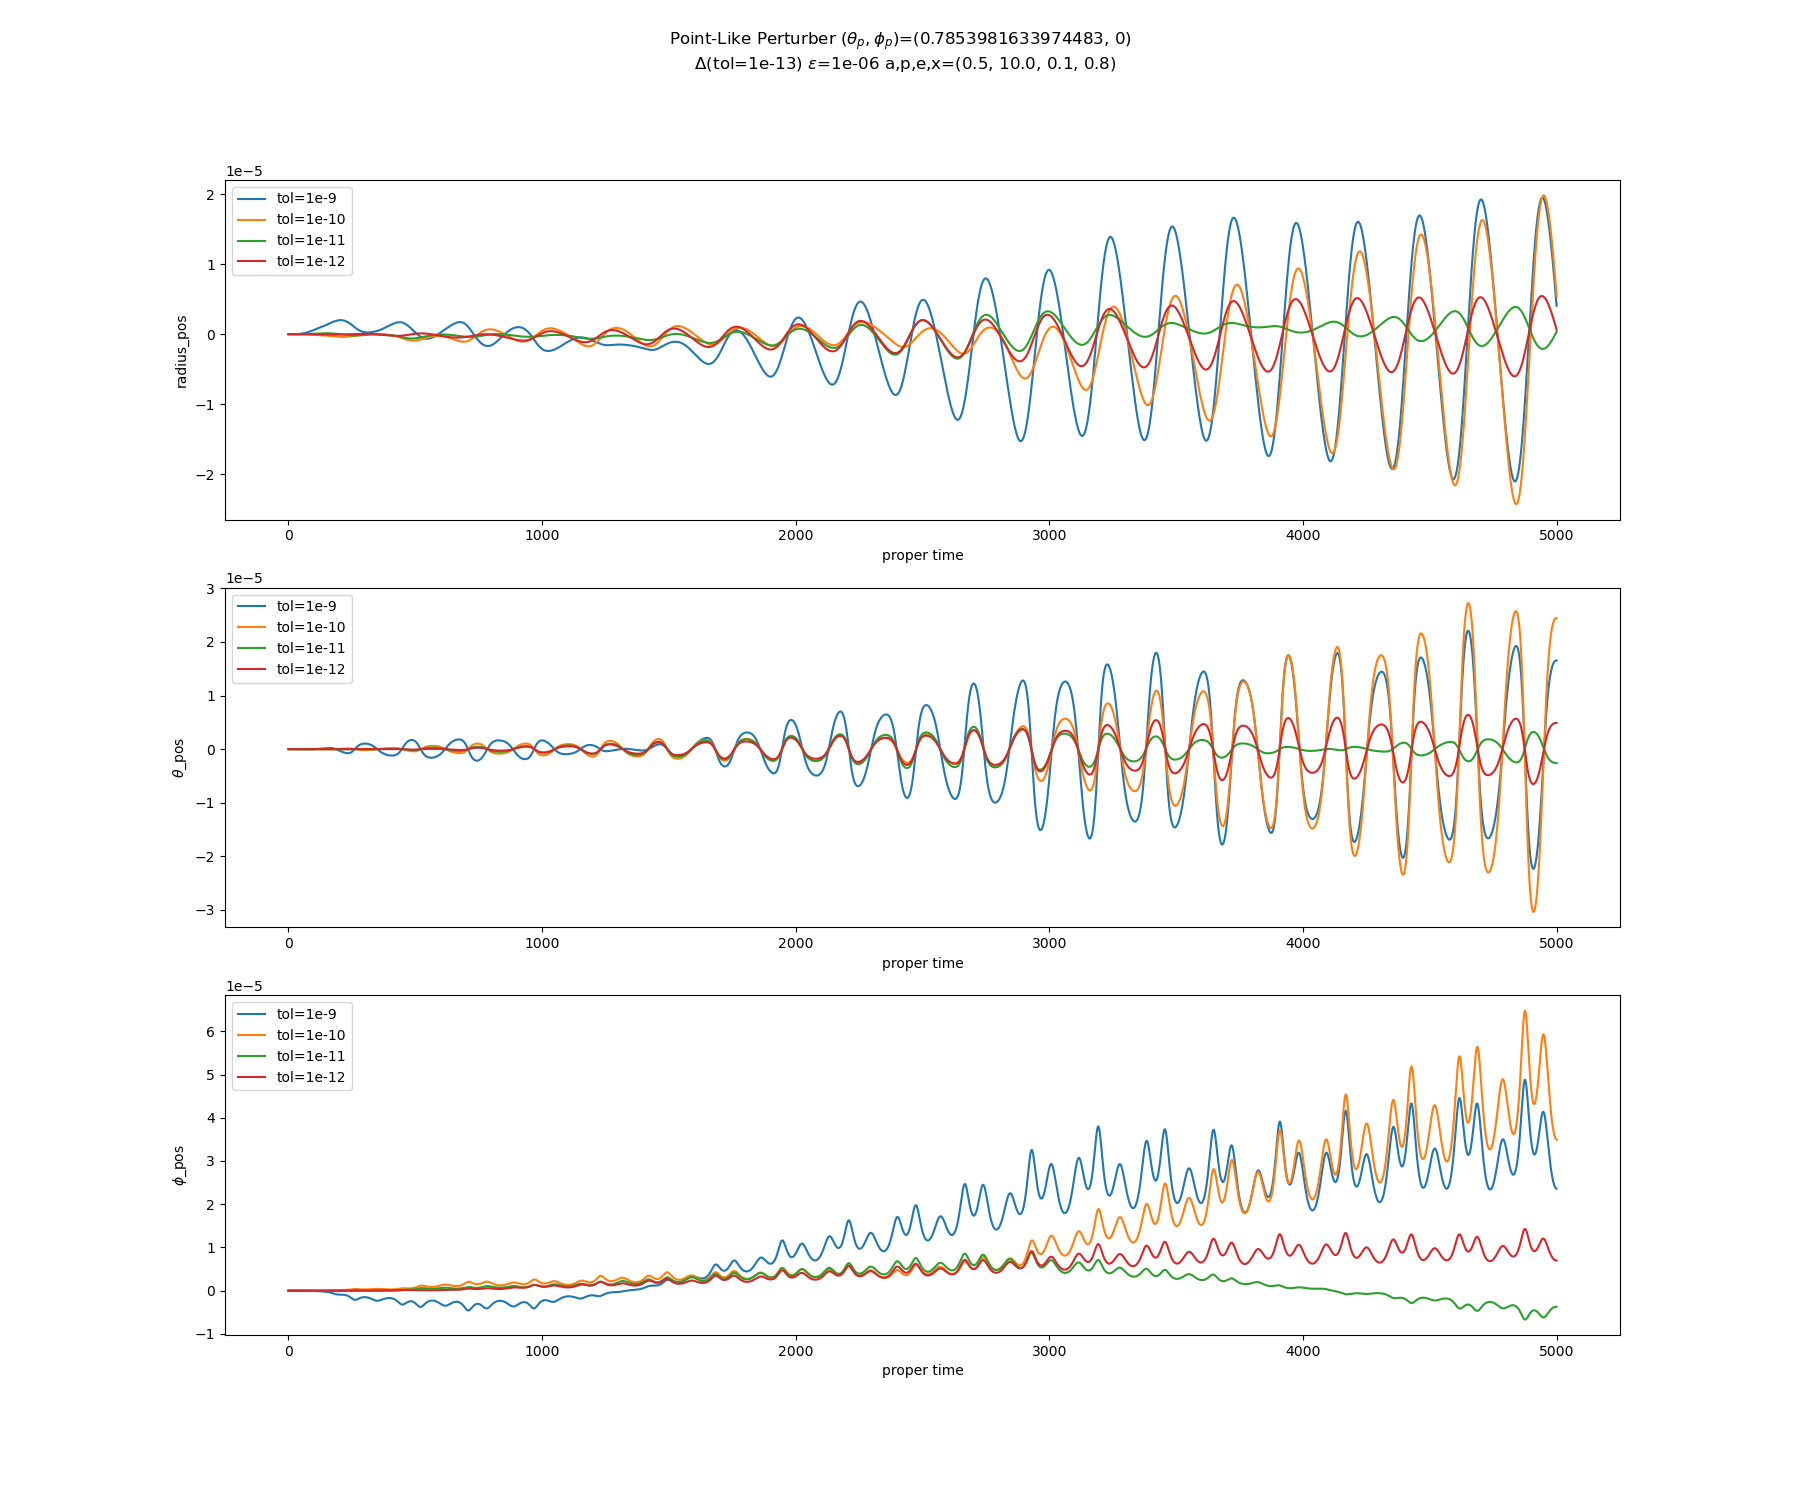 Point-Like Perturber (θₚ, ϕₚ)=(0.7853981633974483, 0)
Δ(tol=1e-13) ε=1e-06 a,p,e,x=(0.5, 10.0, 0.1, 0.8)
1e−5
2
1
0
−1
−2
radius_pos
tol=1e-9
tol=1e-10
tol=1e-11
tol=1e-12
0 1000 2000 3000 4000 5000
proper time
1e−5
3
2
1
0
−1
−2
−3
θ_pos
tol=1e-9
tol=1e-10
tol=1e-11
tol=1e-12
0 1000 2000 3000 4000 5000
proper time
1e−5
6
5
4
3
2
1
0
−1
ϕ_pos
tol=1e-9
tol=1e-10
tol=1e-11
tol=1e-12
0 1000 2000 3000 4000 5000
proper time